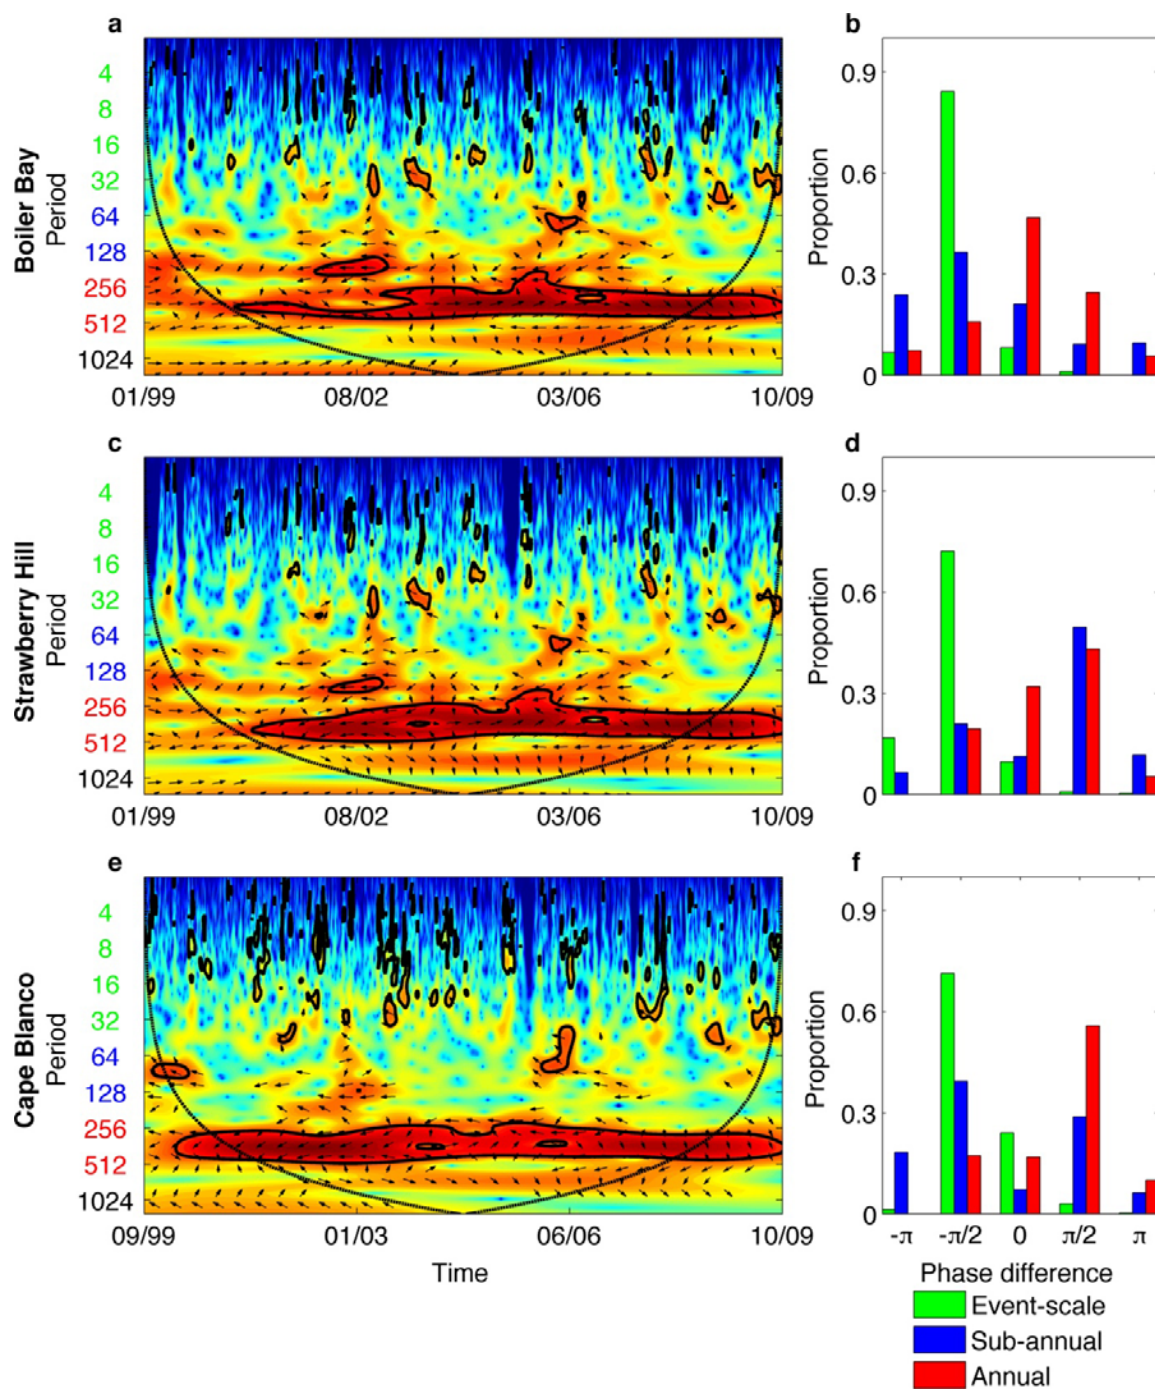 a
b
Boiler Bay
Period
4
8
16
32
64
128
256
512
1024
01/99
08/02
03/06
10/09
Proportion
0.9
0.6
0.3
0
c
d
Strawberry Hill
Period
4
8
16
32
64
128
256
512
1024
01/99
08/02
03/06
10/09
Proportion
0.9
0.6
0.3
0
e
f
Cape Blanco
Period
4
8
16
32
64
128
256
512
1024
09/99
01/03
06/06
10/09
Time
Proportion
0.9
0.6
0.3
0
-π
-π/2
0
π/2
π
Phase difference
Event-scale
Sub-annual
Annual